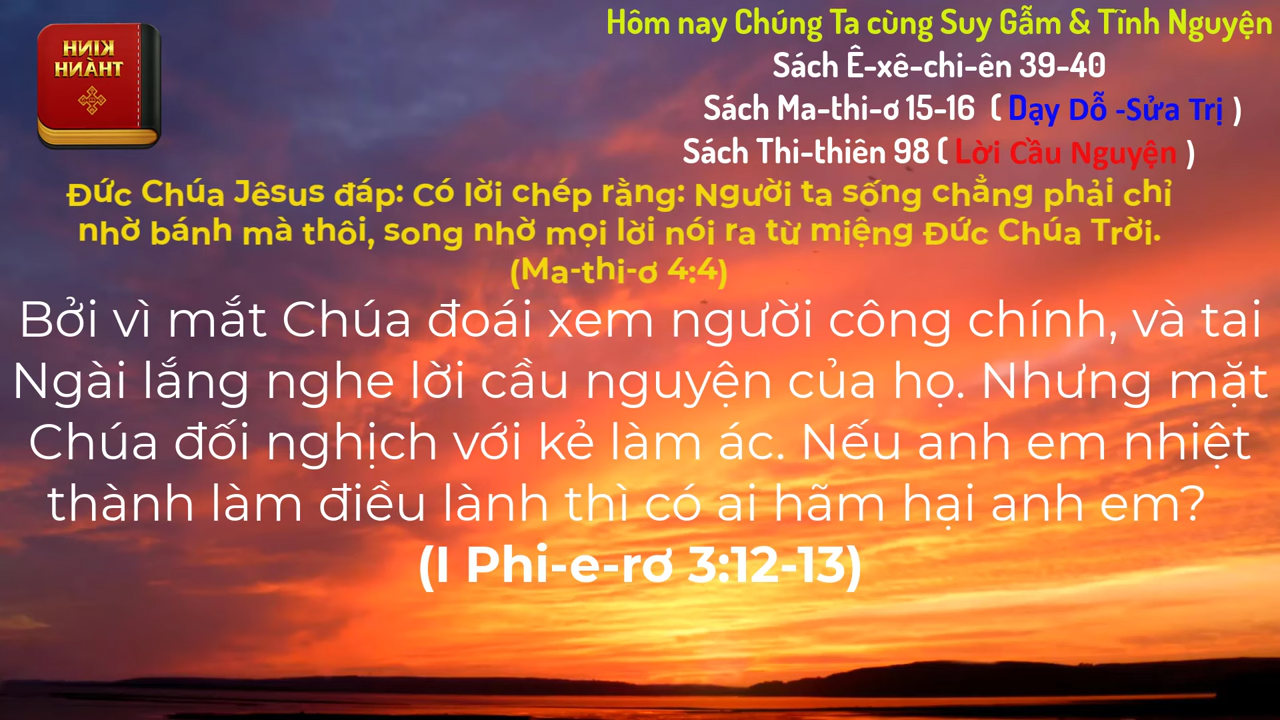 KINH
THÀNH
Hôm nay Chúng Ta cùng Suy Gẫm & Tĩnh Nguyện
Sách Ê-xê-chi-ên 39-40
Sách Ma-thi-ơ 15-16 ( Dạy Dỗ -Sửa Trị )
Sách Thi-thiên 98 ( Lời Cầu Nguyện )
Đức Chúa Jêsus đáp: Có lời chép rằng: Người ta sống chẳng phải chỉ
nhờ bánh mà thôi, song nhờ mọi lời nói ra từ miệng Đức Chúa Trời.
(Ma-thi-ơ 4:4)
Bởi vì mắt Chúa đoái xem người công chính, và tai
Ngài lắng nghe lời cầu nguyện của họ. Nhưng mặt
Chúa đối nghịch với kẻ làm ác. Nếu anh em nhiệt
thành làm điều lành thì có ai hãm hại anh em?
(I Phi-e-rơ 3:12-13)